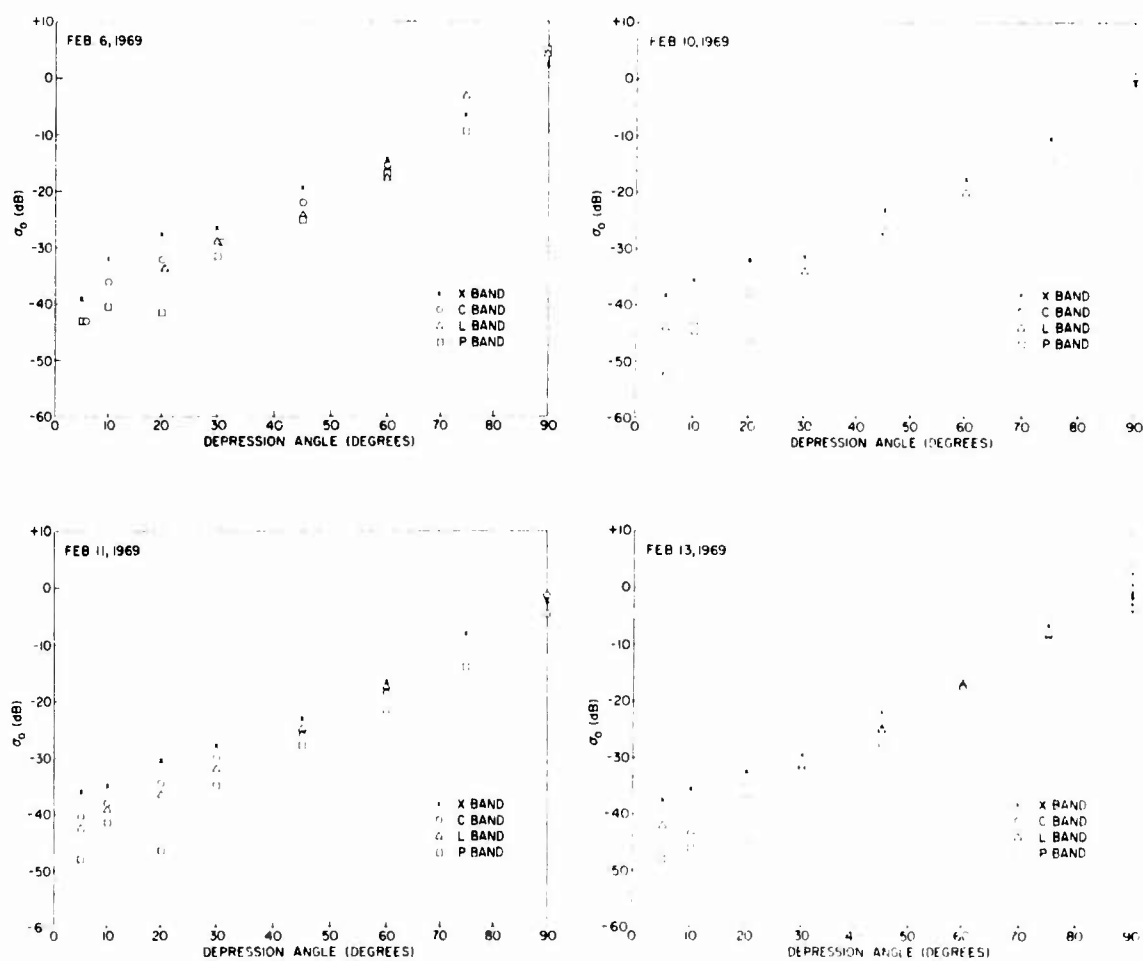 FEB 6, 1969
+10
0
-10
-20
-30
-40
-50
-60
σ₀ (dB)
X BAND
C BAND
L BAND
P BAND
0 10 20 30 40 50 60 70 80 90
DEPRESSION ANGLE (DEGREES)
FEB 10, 1969
+10
0
-10
-20
-30
-40
-50
-60
σ₀ (dB)
X BAND
C BAND
L BAND
P BAND
0 10 20 30 40 50 60 70 80 90
DEPRESSION ANGLE (DEGREES)
FEB 11, 1969
+10
0
-10
-20
-30
-40
-50
-6
σ₀ (dB)
X BAND
C BAND
L BAND
P BAND
0 10 20 30 40 50 60 70 80 90
DEPRESSION ANGLE (DEGREES)
FEB 13, 1969
+10
0
-10
-20
-30
-40
-50
-60
σ₀ (dB)
X BAND
C BAND
L BAND
P BAND
0 10 20 30 50 70 80 90
DEPRESSION ANGLE (DEGREES)